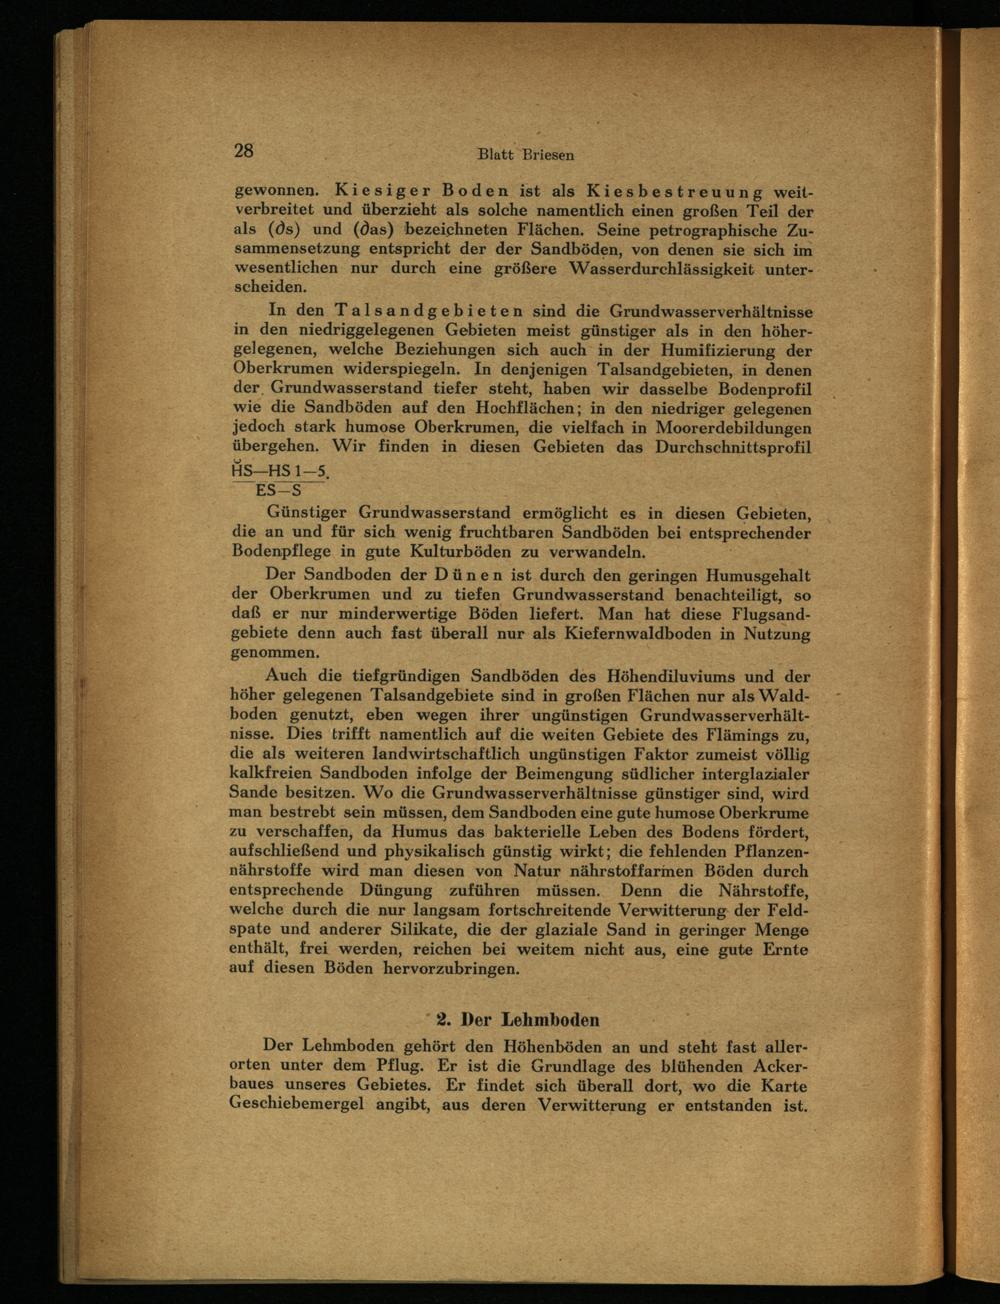 28
Blatt Briesen
gewonnen. Kiesiger Boden ist als Kiesbestreuung weit-
verbreitet und überzieht als solche namentlich einen großen Teil der
als (∂s) und (∂as) bezeichneten Flächen. Seine petrographische Zu-
sammensetzung entspricht der der Sandböden, von denen sie sich im
wesentlichen nur durch eine größere Wasserdurchlässigkeit unter-
scheiden.
In den Talsandgebieten sind die Grundwasserverhältnisse
in den niedriggelegenen Gebieten meist günstiger als in den höher-
gelegenen, welche Beziehungen sich auch in der Humifizierung der
Oberkrumen widerspiegeln. In denjenigen Talsandgebieten, in denen
der Grundwasserstand tiefer steht, haben wir dasselbe Bodenprofil
wie die Sandböden auf den Hochflächen; in den niedriger gelegenen
jedoch stark humose Oberkrumen, die vielfach in Moorerdebildungen
übergehen. Wir finden in diesen Gebieten das Durchschnittsprofil
H̆S—HS 1—5.
ES—S
Günstiger Grundwasserstand ermöglicht es in diesen Gebieten,
die an und für sich wenig fruchtbaren Sandböden bei entsprechender
Bodenpflege in gute Kulturböden zu verwandeln.
Der Sandboden der Dünen ist durch den geringen Humusgehalt
der Oberkrumen und zu tiefen Grundwasserstand benachteiligt, so
daß er nur minderwertige Böden liefert. Man hat diese Flugsand-
gebiete denn auch fast überall nur als Kiefernwaldboden in Nutzung
genommen.
Auch die tiefgründigen Sandböden des Höhendiluviums und der
höher gelegenen Talsandgebiete sind in großen Flächen nur als Wald-
boden genutzt, eben wegen ihrer ungünstigen Grundwasserverhält-
nisse. Dies trifft namentlich auf die weiten Gebiete des Flämings zu,
die als weiteren landwirtschaftlich ungünstigen Faktor zumeist völlig
kalkfreien Sandboden infolge der Beimengung südlicher interglazialer
Sande besitzen. Wo die Grundwasserverhältnisse günstiger sind, wird
man bestrebt sein müssen, dem Sandboden eine gute humose Oberkrume
zu verschaffen, da Humus das bakterielle Leben des Bodens fördert,
aufschließend und physikalisch günstig wirkt; die fehlenden Pflanzen-
nährstoffe wird man diesen von Natur nährstoffarmen Böden durch
entsprechende Düngung zuführen müssen. Denn die Nährstoffe,
welche durch die nur langsam fortschreitende Verwitterung der Feld-
spate und anderer Silikate, die der glaziale Sand in geringer Menge
enthält, frei werden, reichen bei weitem nicht aus, eine gute Ernte
auf diesen Böden hervorzubringen.
2. Der Lehmboden
Der Lehmboden gehört den Höhenböden an und steht fast aller-
orten unter dem Pflug. Er ist die Grundlage des blühenden Acker-
baues unseres Gebietes. Er findet sich überall dort, wo die Karte
Geschiebemergel angibt, aus deren Verwitterung er entstanden ist.